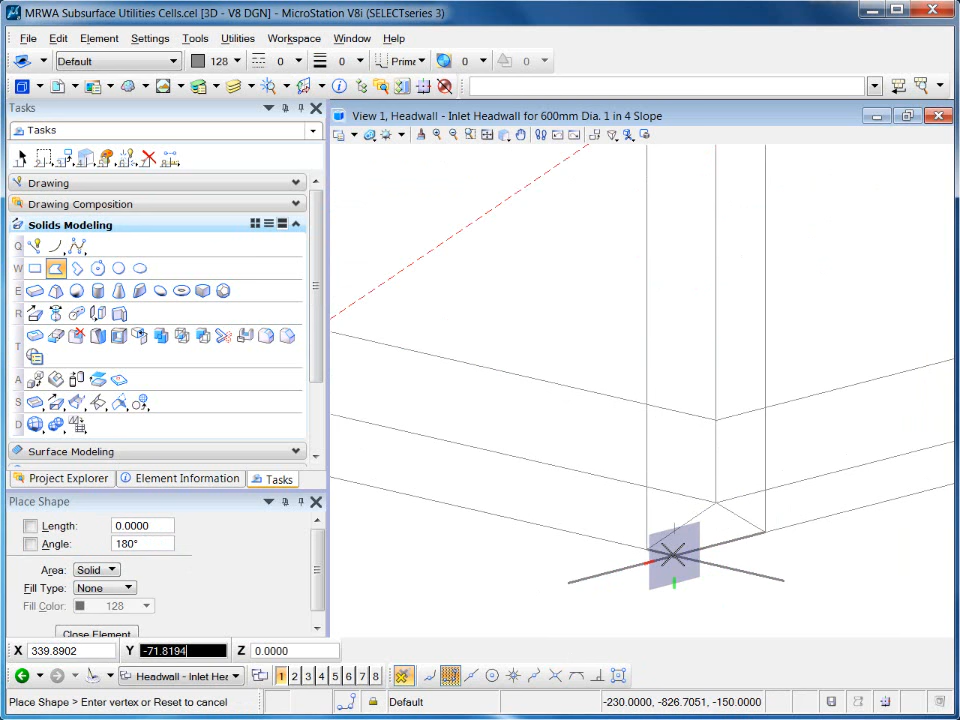 MRWA Subsurface Utilities Cells.cel [3D - V8 DGN] - MicroStation V8i (SELECTseries 3)
File Edit Element Settings Tools Utilities Workspace Window Help
Default 128 0 0 Prima 0 0
Tasks
View 1, Headwall - Inlet Headwall for 600mm Dia. 1 in 4 Slope
Tasks
Drawing
Drawing Composition
Solids Modeling
Q
W
E
R
T
A
S
D
Surface Modeling
Project Explorer Element Information Tasks
Place Shape
Length: 0.0000
Angle: 180°
Area: Solid
Fill Type: None
Fill Color: 128
Close Element
X 339.8902 Y -71.8194 Z 0.0000
Headwall - Inlet Hea 1 2 3 4 5 6 7 8
Place Shape > Enter vertex or Reset to cancel Default -230.0000, -826.7051, -150.0000